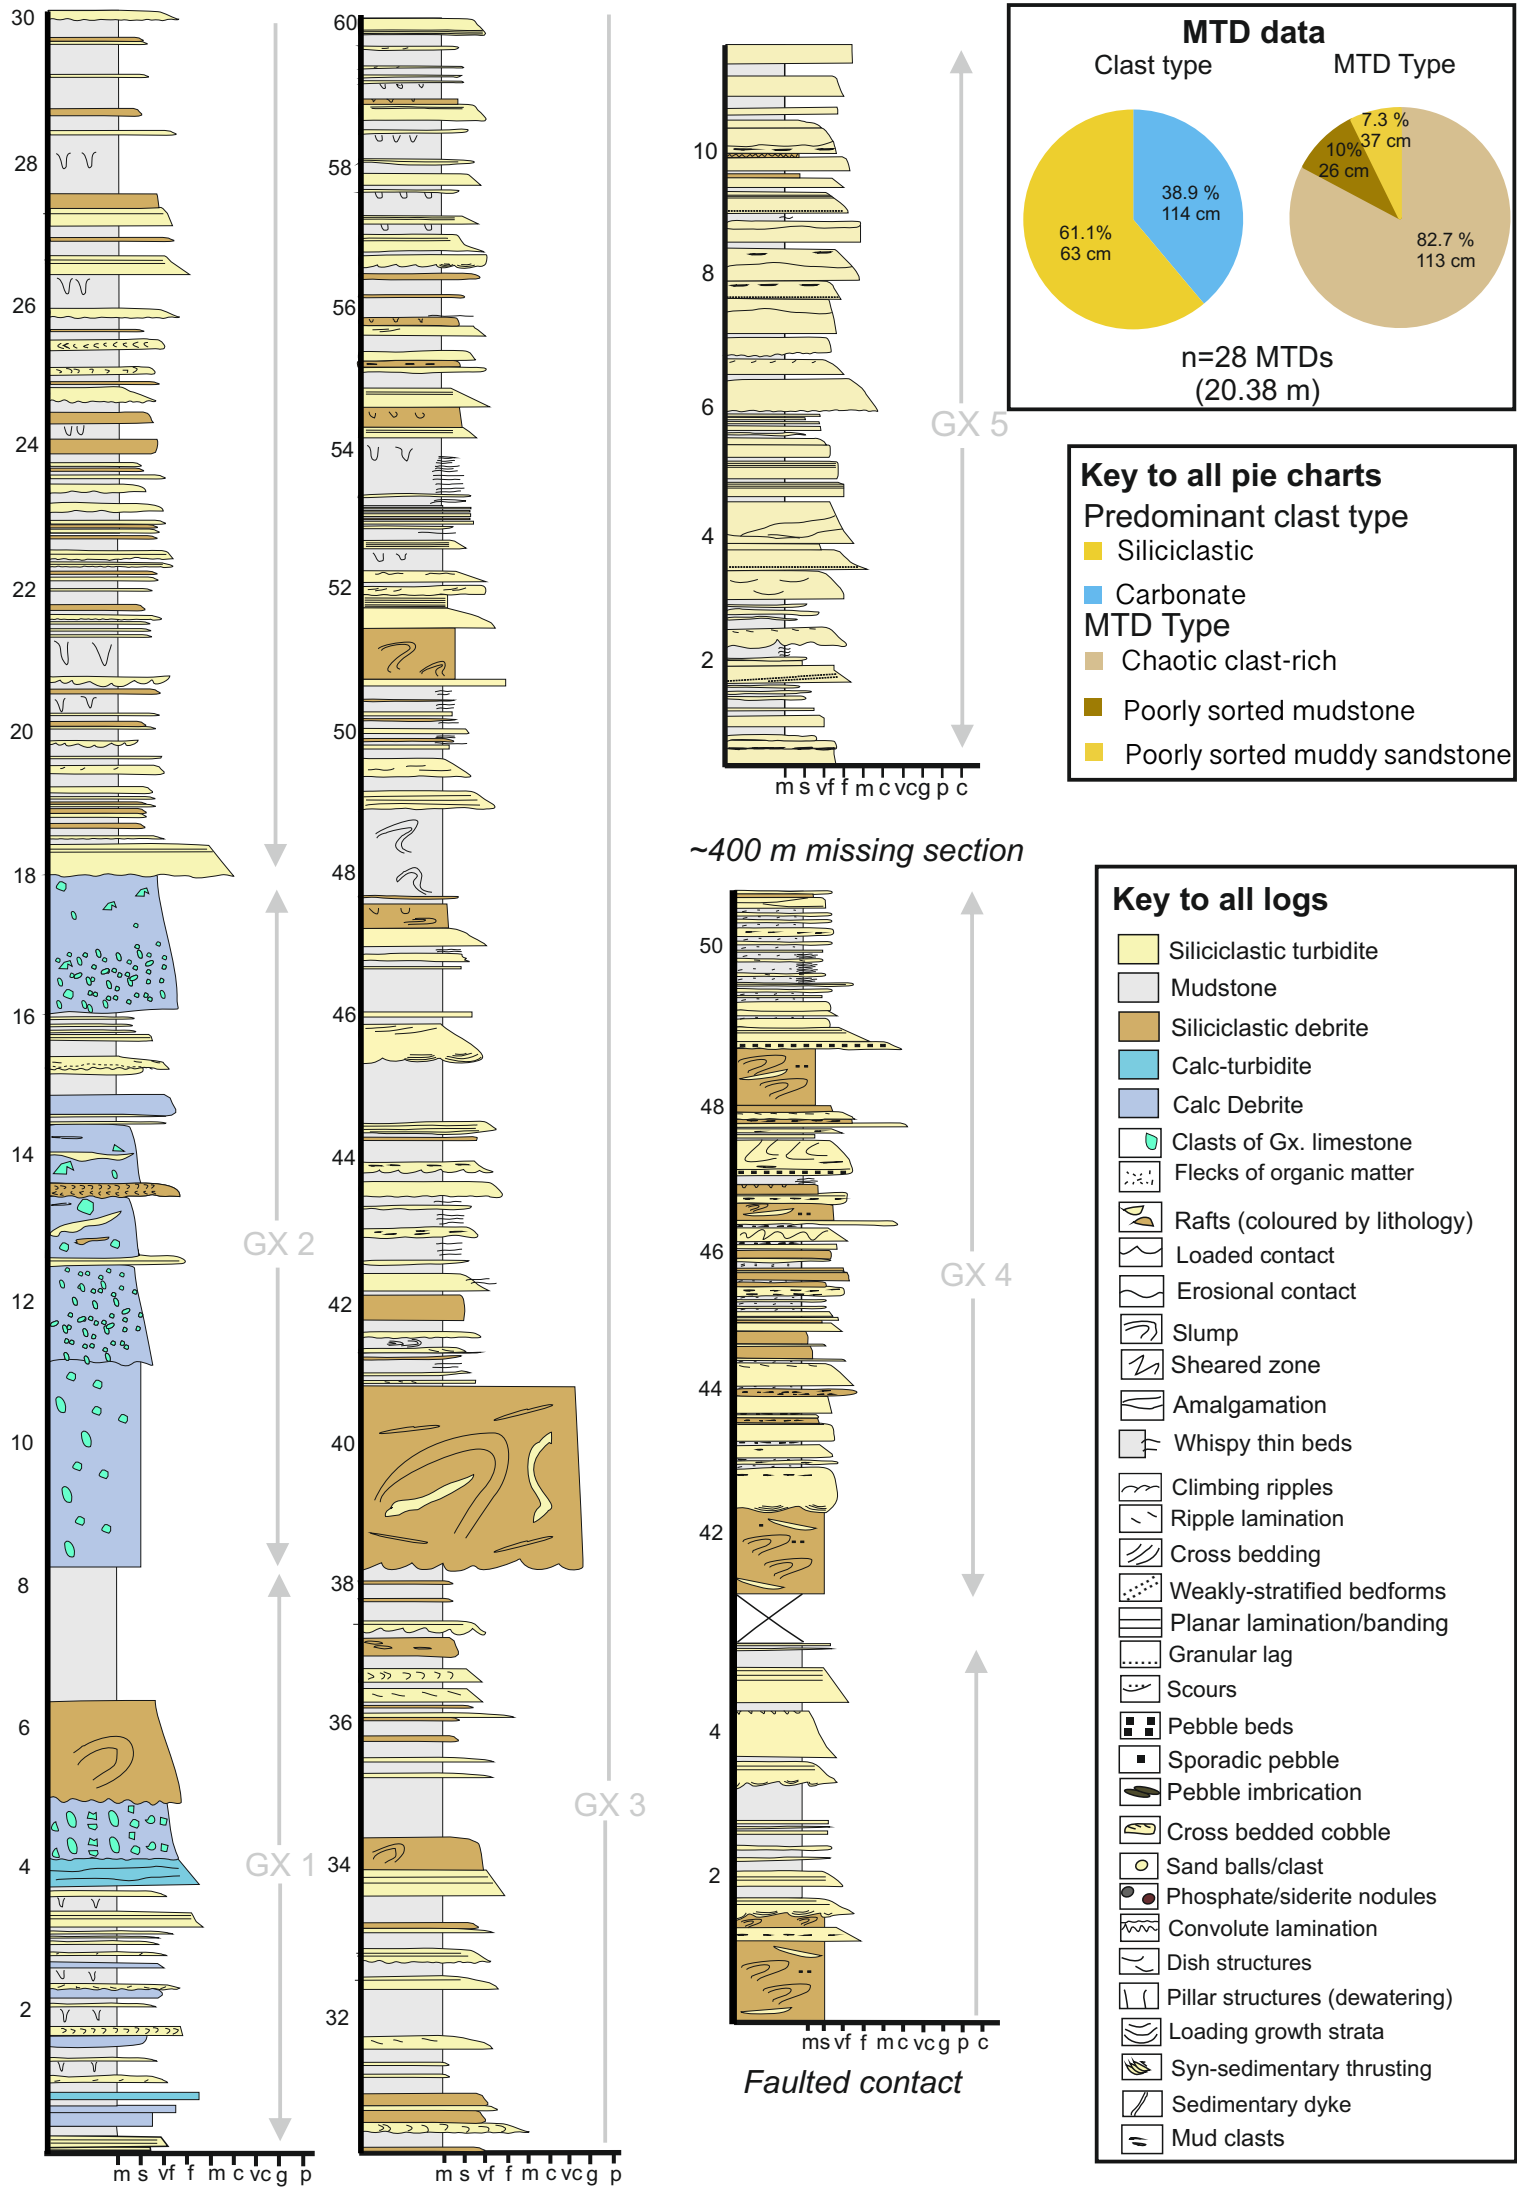 30
28
26
24
22
20
18
16
14
12
10
8
6
4
2
m s vf f m c vc g p
GX 2
GX 1
60
58
56
54
52
50
48
46
44
42
40
38
36
34
32
m s vf f m c vc g p
GX 3
10
8
6
4
2
m s vf f m c vc g p c
GX 5
~400 m missing section
50
48
46
44
42
4
2
m s vf f m c vc g p c
GX 4
Faulted contact
MTD data
Clast type
MTD Type
38.9 %
114 cm
61.1%
63 cm
7.3 %
37 cm
10%
26 cm
82.7 %
113 cm
n=28 MTDs
(20.38 m)
Key to all pie charts
Predominant clast type
Siliciclastic
Carbonate
MTD Type
Chaotic clast-rich
Poorly sorted mudstone
Poorly sorted muddy sandstone
Key to all logs
Siliciclastic turbidite
Mudstone
Siliciclastic debrite
Calc-turbidite
Calc Debrite
Clasts of Gx. limestone
Flecks of organic matter
Rafts (coloured by lithology)
Loaded contact
Erosional contact
Slump
Sheared zone
Amalgamation
Whispy thin beds
Climbing ripples
Ripple lamination
Cross bedding
Weakly-stratified bedforms
Planar lamination/banding
Granular lag
Scours
Pebble beds
Sporadic pebble
Pebble imbrication
Cross bedded cobble
Sand balls/clast
Phosphate/siderite nodules
Convolute lamination
Dish structures
Pillar structures (dewatering)
Loading growth strata
Syn-sedimentary thrusting
Sedimentary dyke
Mud clasts